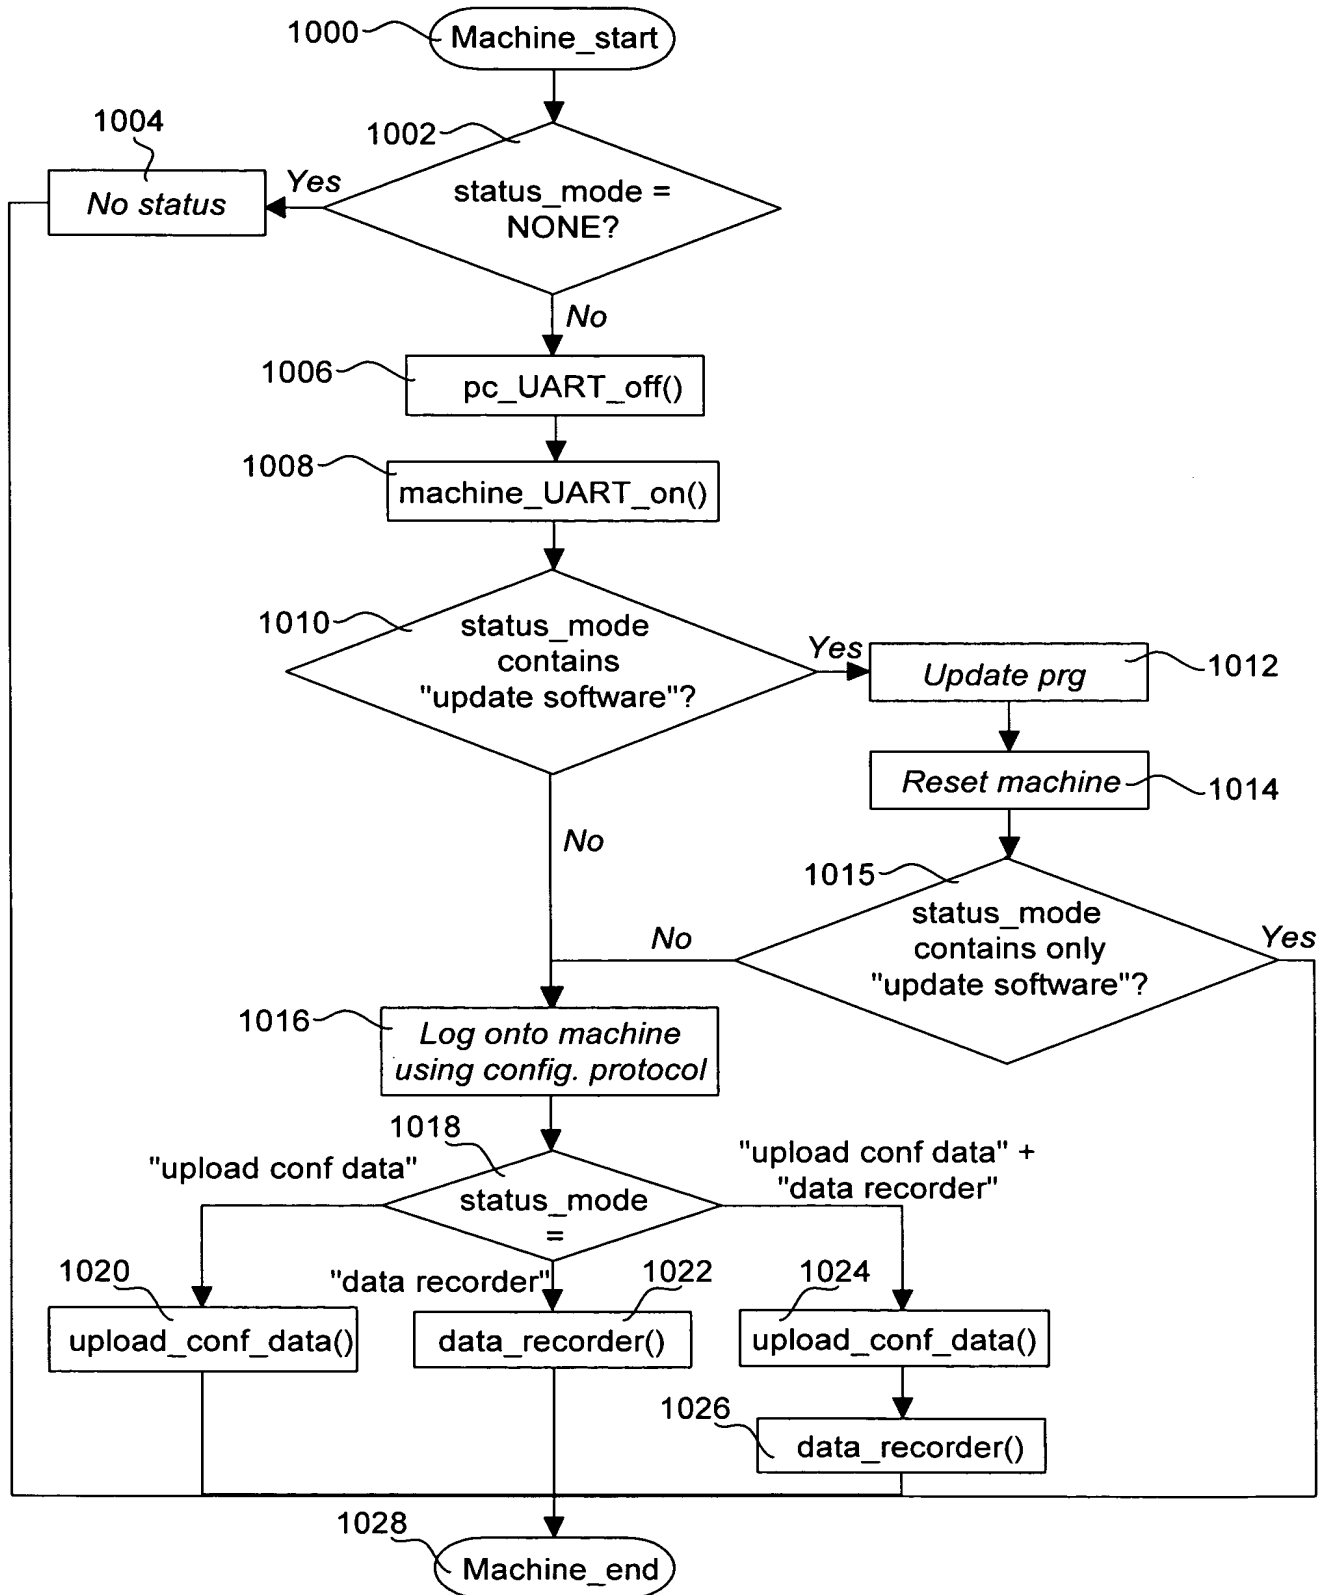 1000
Machine_start
1002
1004
status_mode =
NONE?
Yes
No status
No
1006
pc_UART_off()
1008
machine_UART_on()
1010
status_mode
contains
"update software"?
Yes
Update prg
1012
Reset machine
1014
No
1015
status_mode
contains only
"update software"?
No
Yes
1016
Log onto machine
using config. protocol
1018
status_mode
=
"upload conf data"
"upload conf data" +
"data recorder"
"data recorder"
1020
upload_conf_data()
1022
data_recorder()
1024
upload_conf_data()
1026
data_recorder()
1028
Machine_end